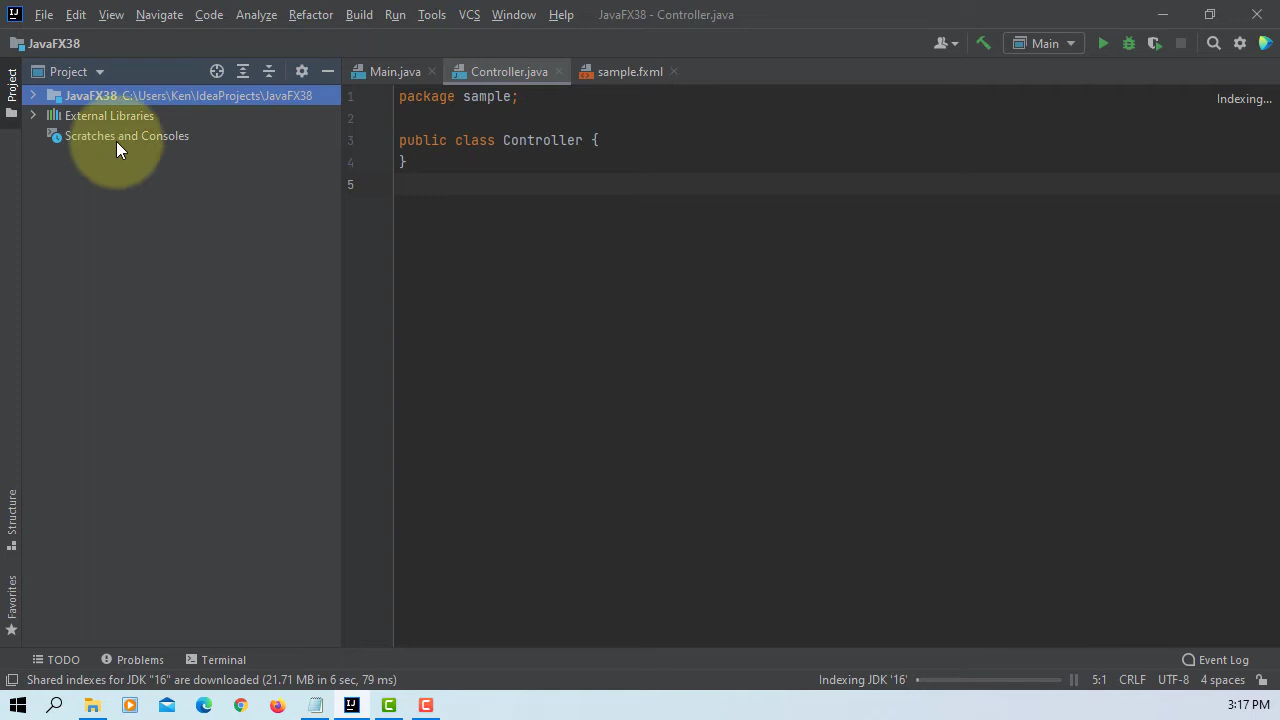 File Edit View Navigate Code Analyze Refactor Build Run Tools VCS Window Help JavaFX38 - Controller.java
JavaFX38 Main
Project Main.java Controller.java sample.fxml
Project
JavaFX38 C:\Users\Ken\IdeaProjects\JavaFX38
External Libraries
Scratches and Consoles
1 package sample;
Indexing...
2
3 public class Controller {
4 }
5
Structure
Favorites
TODO Problems Terminal Event Log
Shared indexes for JDK "16" are downloaded (21.71 MB in 6 sec, 79 ms) Indexing JDK '16' 5:1 CRLF UTF-8 4 spaces
3:17 PM